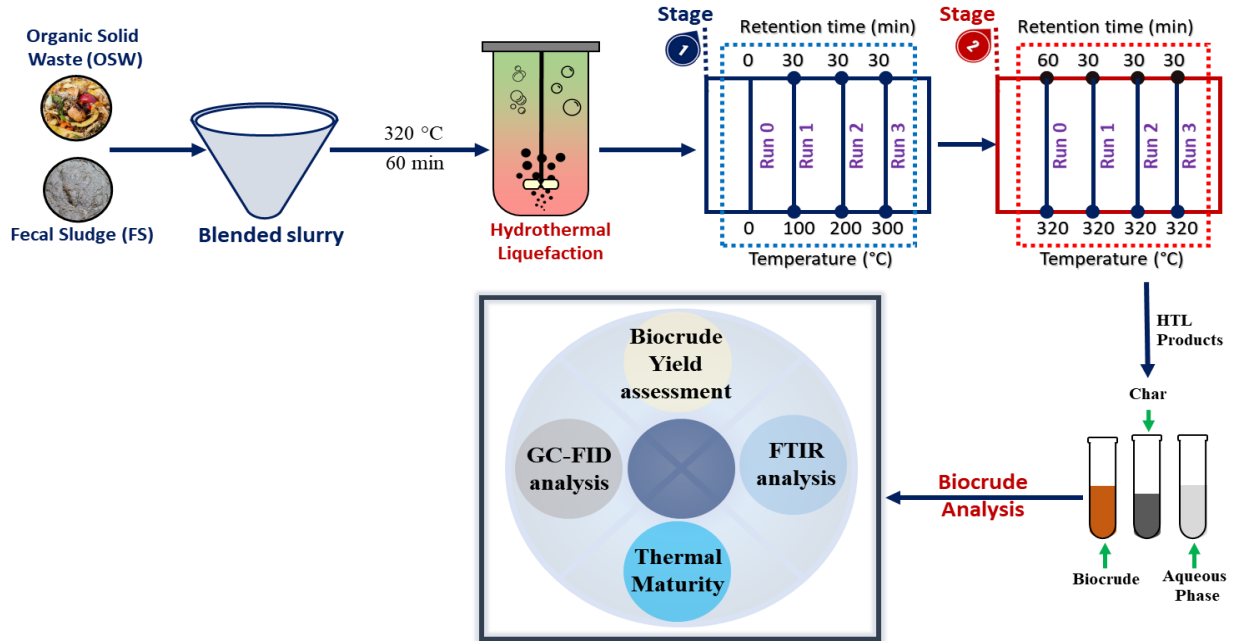 Organic Solid
Waste (OSW)
Fecal Sludge (FS)
Blended slurry
320 °C
60 min
Hydrothermal
Liquefaction
Stage
1
Retention time (min)
0 30 30 30
Run 0
Run 1
Run 2
Run 3
0 100 200 300
Temperature (°C)
Stage
2
Retention time (min)
60 30 30 30
Run 0
Run 1
Run 2
Run 3
320 320 320 320
Temperature (°C)
HTL
Products
Char
Biocrude
Aqueous
Phase
Biocrude
Analysis
Biocrude
Yield
assessment
GC-FID
analysis
FTIR
analysis
Thermal
Maturity